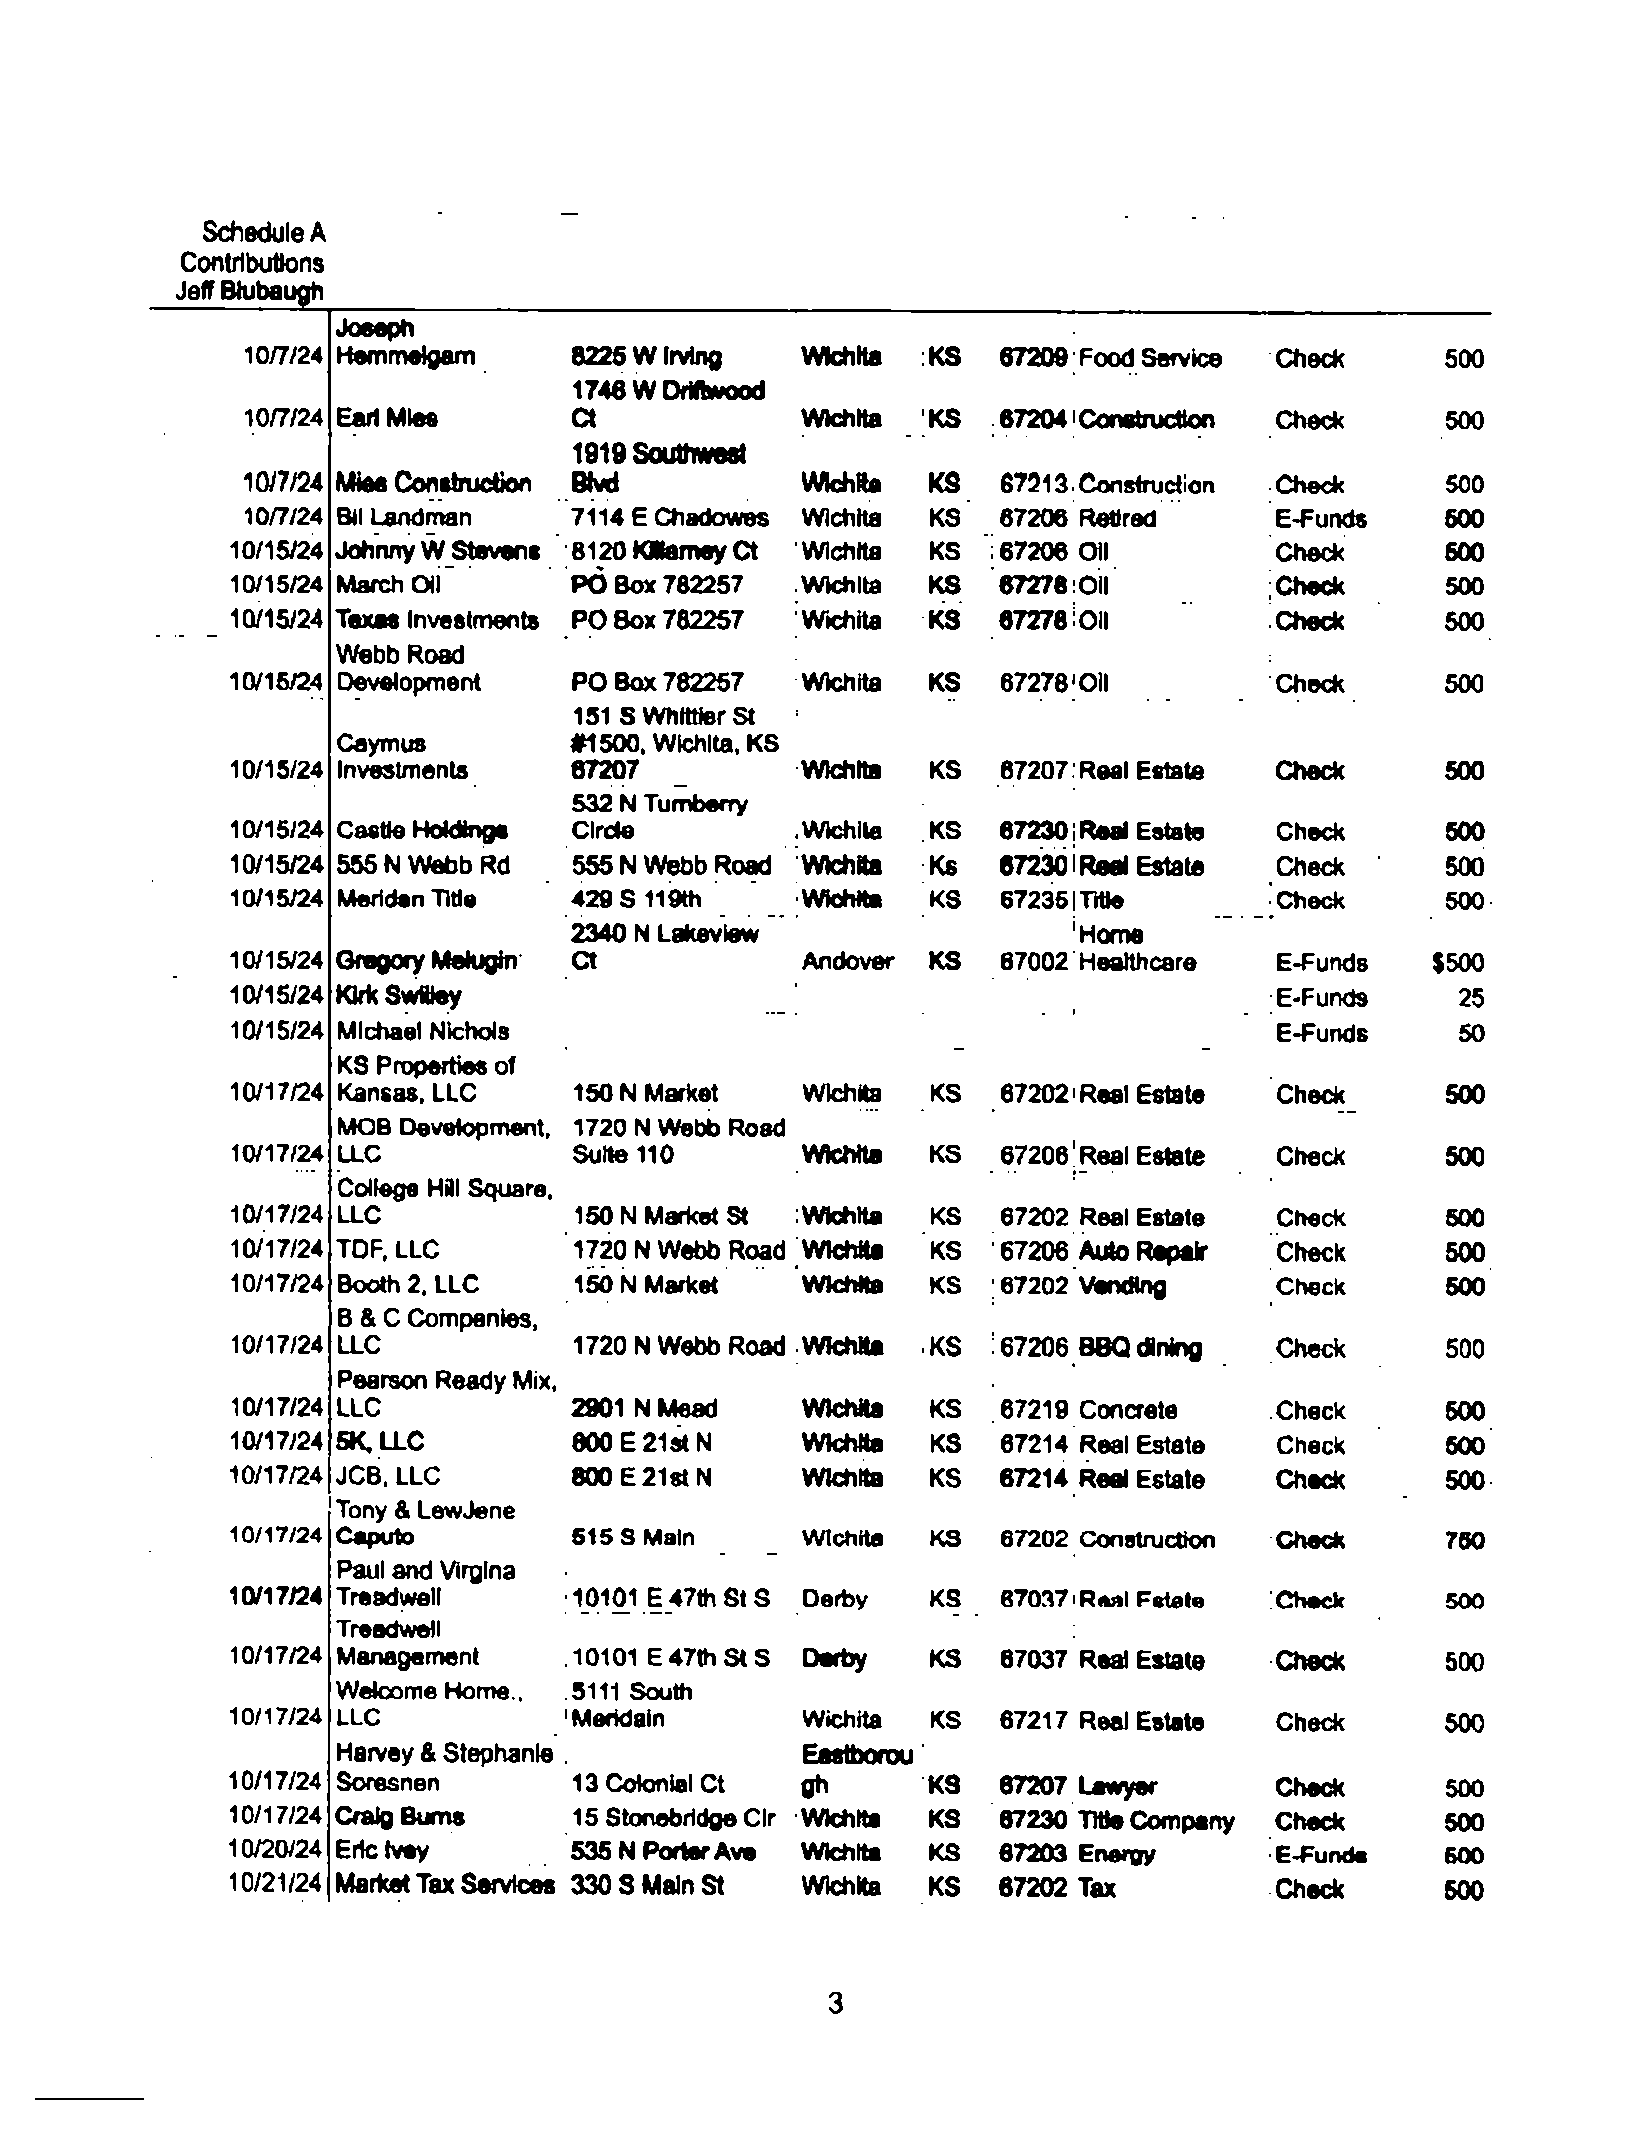 Schedule A
Contributions
Jeff Blubaugh
Joseph
10/7/24 Hemmelgarn 8225 W Irving Wichita KS 67209 Food Service Check 500
1746 W Driftwood
10/7/24 Earl Mies Ct Wichita KS 67204 Construction Check 500
1919 Southwest
10/7/24 Mies Construction Blvd Wichita KS 67213 Construction Check 500
10/7/24 Bil Landman 7114 E Chadowes Wichita KS 67206 Retired E-Funds 500
10/15/24 Johnny W Stevens 8120 Killarney Ct Wichita KS 67206 Oil Check 500
10/15/24 March Oil PO Box 782257 Wichita KS 67278 Oil Check 500
10/15/24 Texas Investments PO Box 782257 Wichita KS 67278 Oil Check 500
Webb Road
10/15/24 Development PO Box 782257 Wichita KS 67278 Oil Check 500
151 S Whittier St
Caymus #1500, Wichita, KS
10/15/24 Investments 67207 Wichita KS 67207 Real Estate Check 500
532 N Turnberry
10/15/24 Castle Holdings Circle Wichita KS 67230 Real Estate Check 500
10/15/24 555 N Webb Rd 555 N Webb Road Wichita Ks 67230 Real Estate Check 500
10/15/24 Meriden Title 429 S 119th Wichita KS 67235 Title Check 500
2340 N Lakeview Home
10/15/24 Gregory Melugin Ct Andover KS 67002 Healthcare E-Funds $500
10/15/24 Kirk Swilley E-Funds 25
10/15/24 Michael Nichols E-Funds 50
KS Properties of
10/17/24 Kansas, LLC 150 N Market Wichita KS 67202 Real Estate Check 500
MOB Development, 1720 N Webb Road
10/17/24 LLC Suite 110 Wichita KS 67206 Real Estate Check 500
College Hill Square,
10/17/24 LLC 150 N Market St Wichita KS 67202 Real Estate Check 500
10/17/24 TDF, LLC 1720 N Webb Road Wichita KS 67206 Auto Repair Check 500
10/17/24 Booth 2, LLC 150 N Market Wichita KS 67202 Vending Check 500
B & C Companies,
10/17/24 LLC 1720 N Webb Road Wichita KS 67206 BBQ dining Check 500
Pearson Ready Mix,
10/17/24 LLC 2901 N Mead Wichita KS 67219 Concrete Check 500
10/17/24 5K, LLC 800 E 21st N Wichita KS 67214 Real Estate Check 500
10/17/24 JCB, LLC 800 E 21st N Wichita KS 67214 Real Estate Check 500
Tony & LewJene
10/17/24 Caputo 515 S Main Wichita KS 67202 Construction Check 750
Paul and Virgina
10/17/24 Treadwell 10101 E 47th St S Derby KS 67037 Real Estate Check 500
Treadwell
10/17/24 Management 10101 E 47th St S Derby KS 67037 Real Estate Check 500
Welcome Home., 5111 South
10/17/24 LLC Meridain Wichita KS 67217 Real Estate Check 500
Harvey & Stephanie Eastborou
10/17/24 Soresnen 13 Colonial Ct gh KS 67207 Lawyer Check 500
10/17/24 Craig Burns 15 Stonebridge Cir Wichita KS 67230 Title Company Check 500
10/20/24 Eric Ivey 535 N Porter Ave Wichita KS 67203 Energy E-Funds 500
10/21/24 Market Tax Services 330 S Main St Wichita KS 67202 Tax Check 500
3